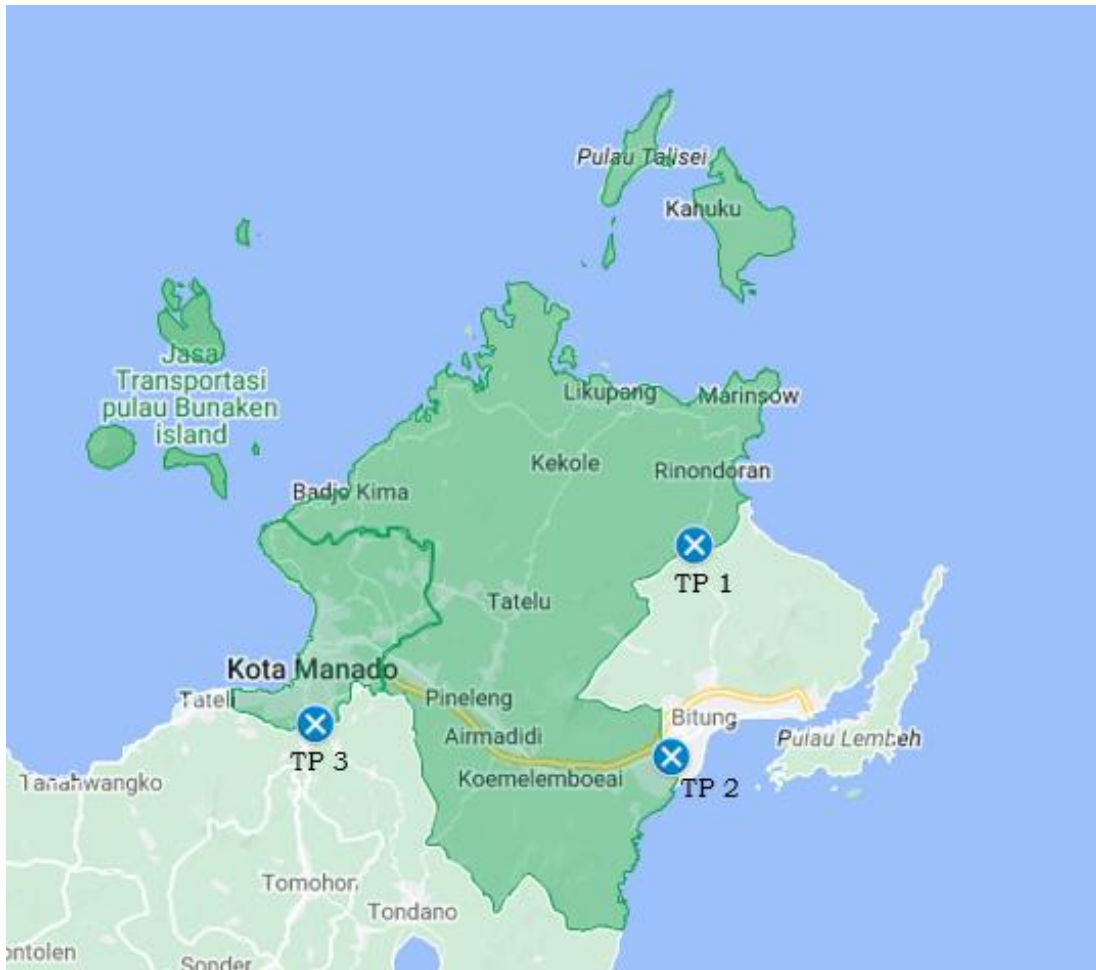 Pulau Talisei
Kahuku
Jasa
Transportasi
pulau Bunaken
island
Likupang
Marinsow
Kekole
Rinondoran
Badjo Kima
TP 1
Tatelu
Kota Manado
Tateli
Pineleng
Bitung
Airmadidi
Pulau Lembeh
TP 3
Koemelemboeai
TP 2
Tanahwangko
Tomohon
Tondano
ontolen
Sonder